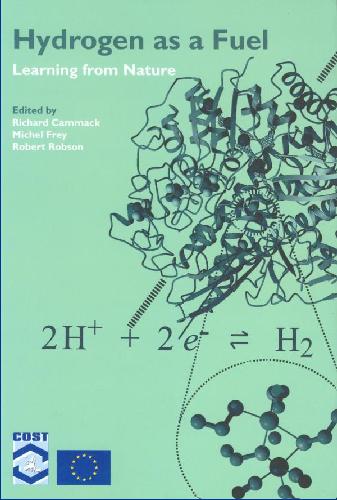 Hydrogen as a Fuel
Learning from Nature
Edited by
Richard Cammack
Michel Frey
Robert Robson
2H⁺ + 2e⁻ ⇌ H₂
COST